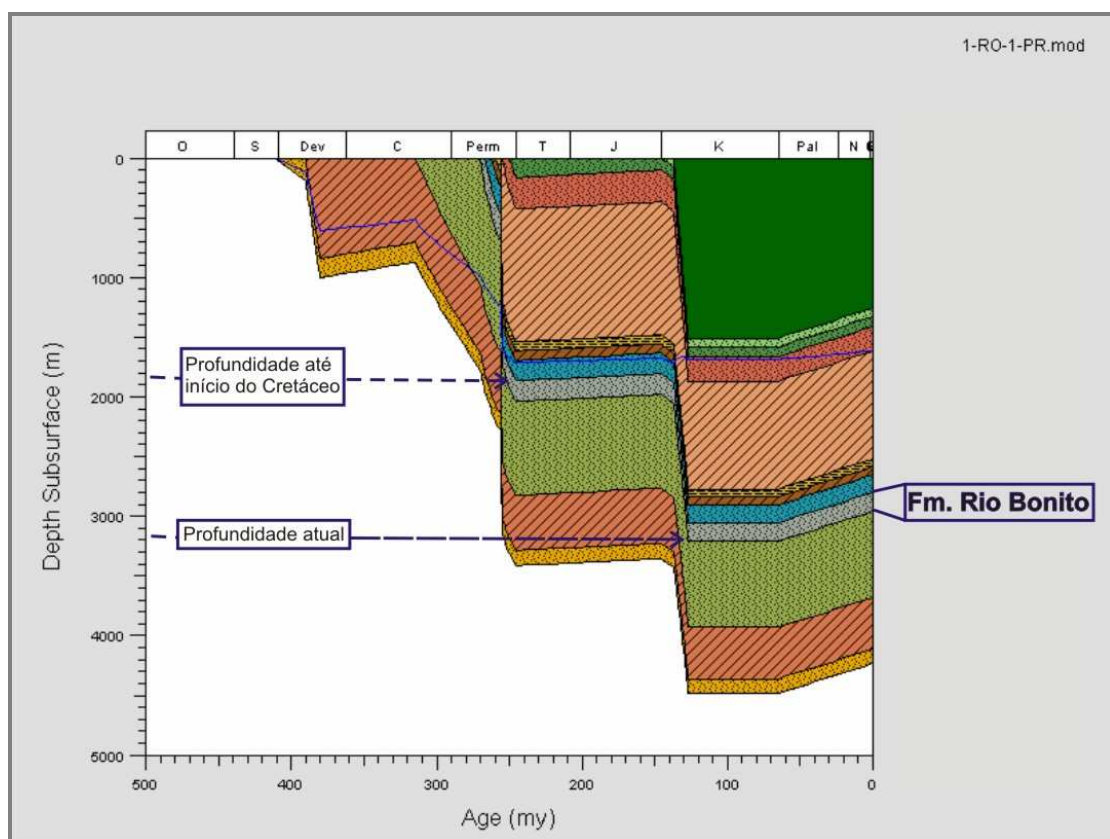 1-RO-1-PR.mod
O S Dev C Perm T J K Pal N
0
1000
Profundidade até
início do Cretáceo
2000
Fm. Rio Bonito
3000
Profundidade atual
4000
5000
500 400 300 200 100 0
Depth Subsurface (m)
Age (my)